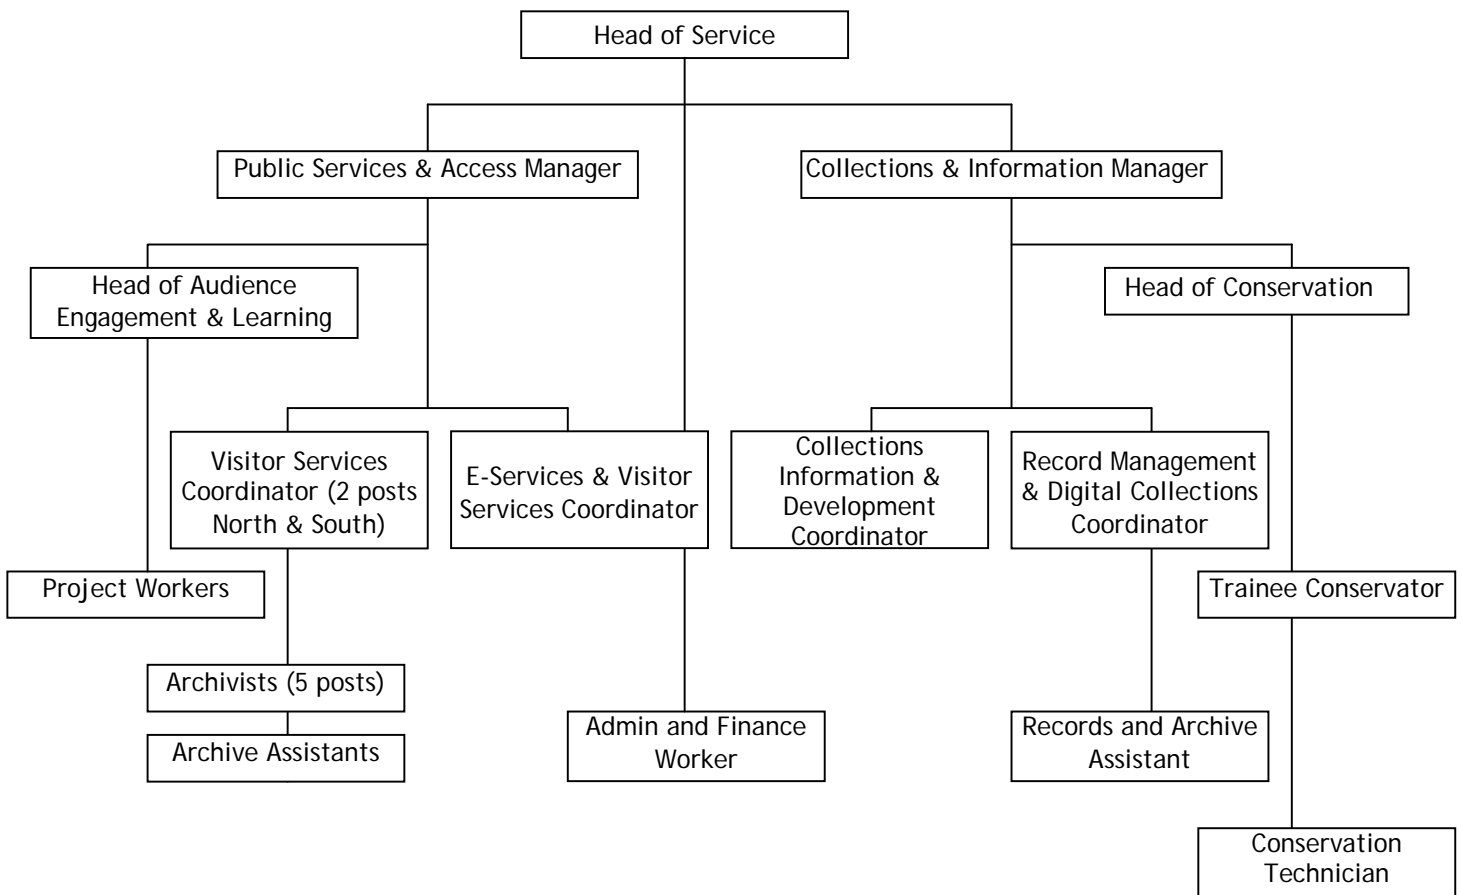 Head of Service
Public Services & Access Manager
Collections & Information Manager
Head of Audience
Engagement & Learning
Head of Conservation
Visitor Services
Coordinator (2 posts
North & South)
E-Services & Visitor
Services Coordinator
Collections
Information &
Development
Coordinator
Record Management
& Digital Collections
Coordinator
Project Workers
Trainee Conservator
Archivists (5 posts)
Archive Assistants
Admin and Finance
Worker
Records and Archive
Assistant
Conservation
Technician